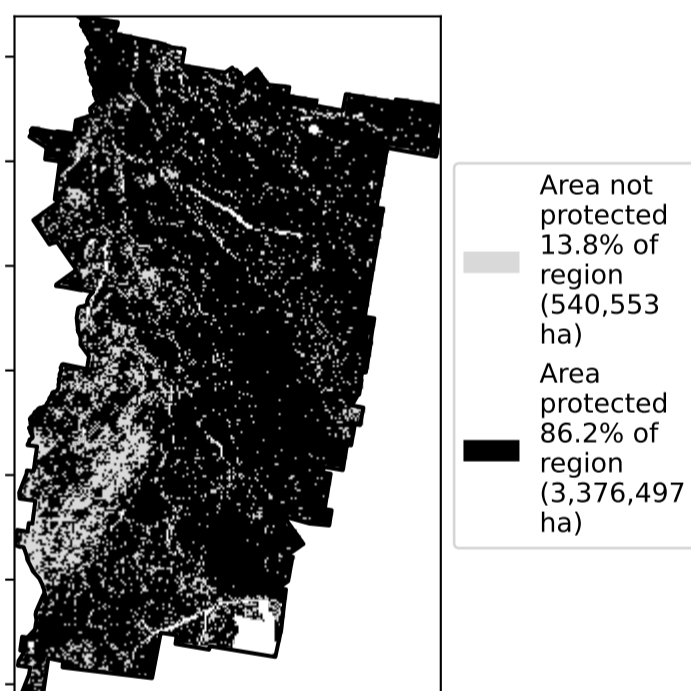 Area not
protected
13.8% of
region
(540,553
ha)
Area
protected
86.2% of
region
(3,376,497
ha)